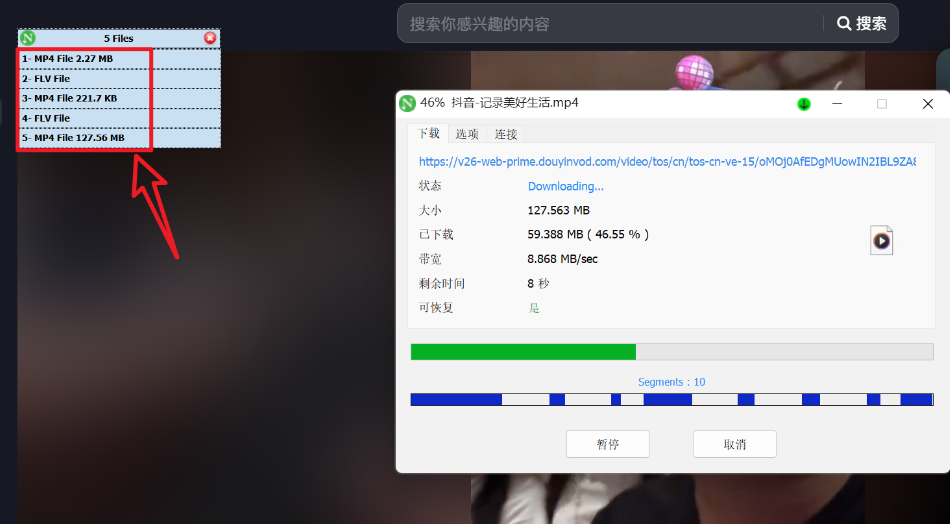 搜索你感兴趣的内容
搜索
5 Files
1- MP4 File 2.27 MB
2- FLV File
3- MP4 File 221.7 KB
4- FLV File
5- MP4 File 127.56 MB
46% 抖音-记录美好生活.mp4
下载 选项 连接
https://v26-web-prime.douyinvod.com/video/tos/cn/tos-cn-ve-15/oMOj0AfEDgMUowIN2IBL9ZA8
状态 Downloading...
大小 127.563 MB
已下载 59.388 MB ( 46.55 % )
带宽 8.868 MB/sec
剩余时间 8 秒
可恢复 是
Segments : 10
暂停 取消